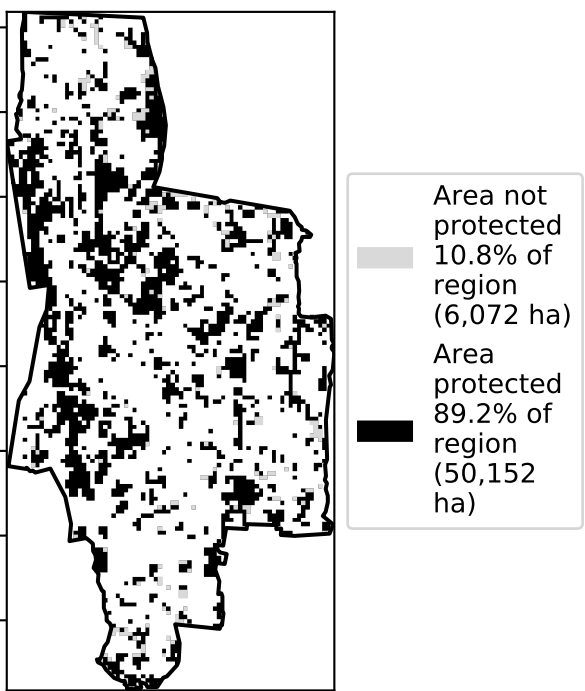 Area not
protected
10.8% of
region
(6,072 ha)
Area
protected
89.2% of
region
(50,152
ha)